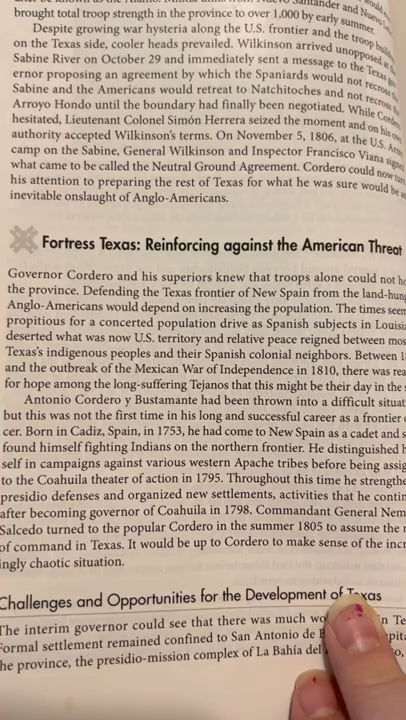 Santander and Nuevo
brought total troop strength in the province to over 1,000 by early summer.
Despite growing war hysteria along the U.S. frontier and the troop
on the Texas side, cooler heads prevailed. Wilkinson arrived unopposed
Sabine River on October 29 and immediately sent a message to the Texas
ernor proposing an agreement by which the Spaniards would not recross
Sabine and the Americans would retreat to Natchitoches and not recross
Arroyo Hondo until the boundary had finally been negotiated. While
hesitated, Lieutenant Colonel Simón Herrera seized the moment and on his
authority accepted Wilkinson's terms. On November 5, 1806, at the U.S.
camp on the Sabine, General Wilkinson and Inspector Francisco Viana
what came to be called the Neutral Ground Agreement. Cordero could now
his attention to preparing the rest of Texas for what he was sure would be
inevitable onslaught of Anglo-Americans.
Fortress Texas: Reinforcing against the American Threat
Governor Cordero and his superiors knew that troops alone could not
the province. Defending the Texas frontier of New Spain from the
Anglo-Americans would depend on increasing the population. The times
propitious for a concerted population drive as Spanish subjects in
deserted what was now U.S. territory and relative peace reigned between
Texas's indigenous peoples and their Spanish colonial neighbors. Between
and the outbreak of the Mexican War of Independence in 1810, there was
for hope among the long-suffering Tejanos that this might be their day in the
Antonio Cordero y Bustamante had been thrown into a difficult
but this was not the first time in his long and successful career as a frontier
cer. Born in Cadiz, Spain, in 1753, he had come to New Spain as a cadet and
found himself fighting Indians on the northern frontier. He distinguished
self in campaigns against various western Apache tribes before being
to the Coahuila theater of action in 1795. Throughout this time he
presidio defenses and organized new settlements, activities that he
after becoming governor of Coahuila in 1798. Commandant General
Salcedo turned to the popular Cordero in the summer 1805 to assume the
of command in Texas. It would be up to Cordero to make sense of the
ingly chaotic situation.
Challenges and Opportunities for the Development of Texas
The interim governor could see that there was much
Formal settlement remained confined to San Antonio de
he province, the presidio-mission complex of La Bahía del